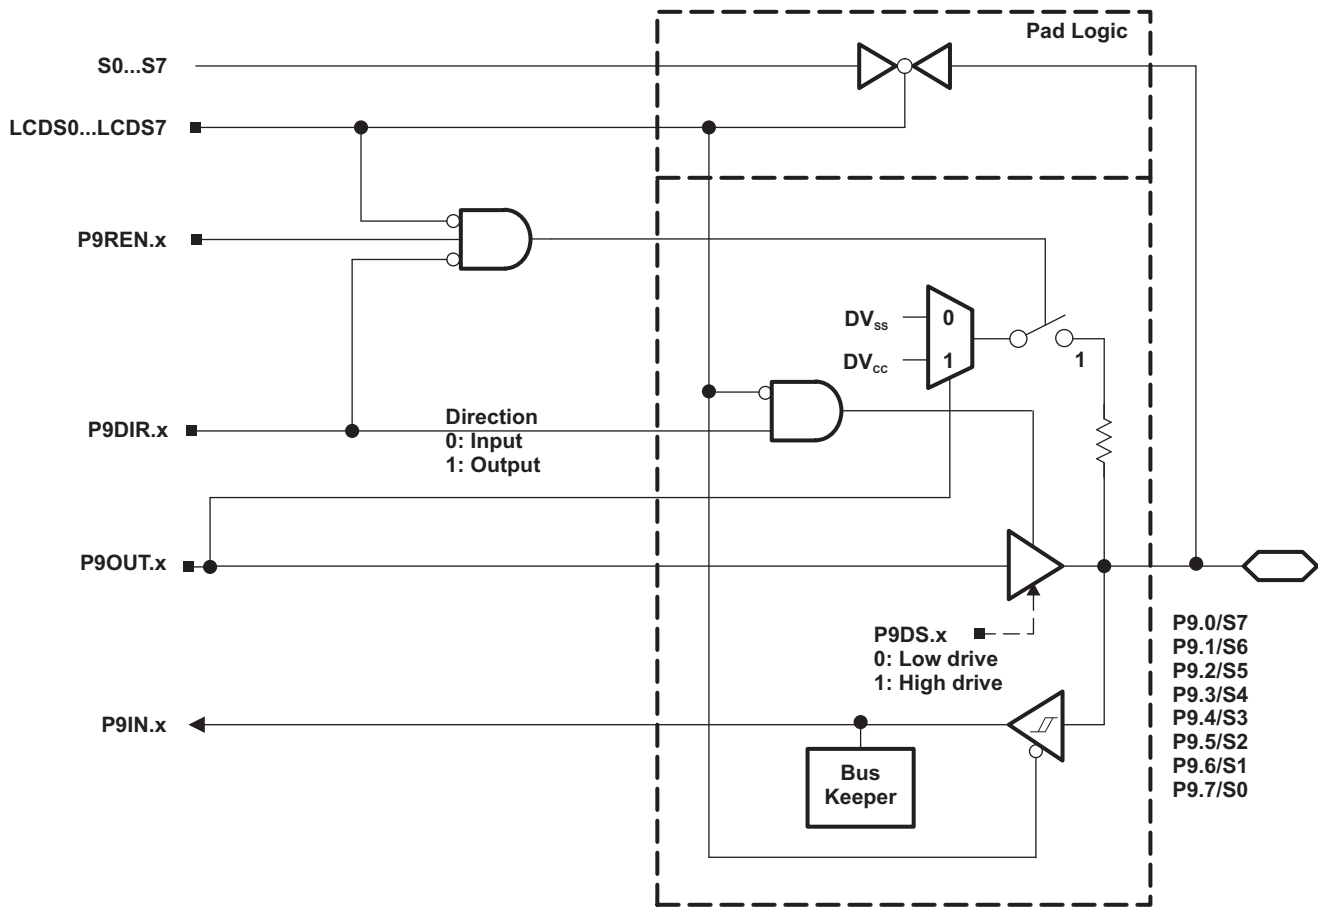 Pad Logic
S0...S7
LCDS0...LCDS7
P9REN.x
DVSS
0
DVCC
1
1
P9DIR.x
Direction
0: Input
1: Output
P9OUT.x
P9DS.x
0: Low drive
1: High drive
P9.0/S7
P9.1/S6
P9.2/S5
P9.3/S4
P9.4/S3
P9.5/S2
P9.6/S1
P9.7/S0
P9IN.x
Bus
Keeper